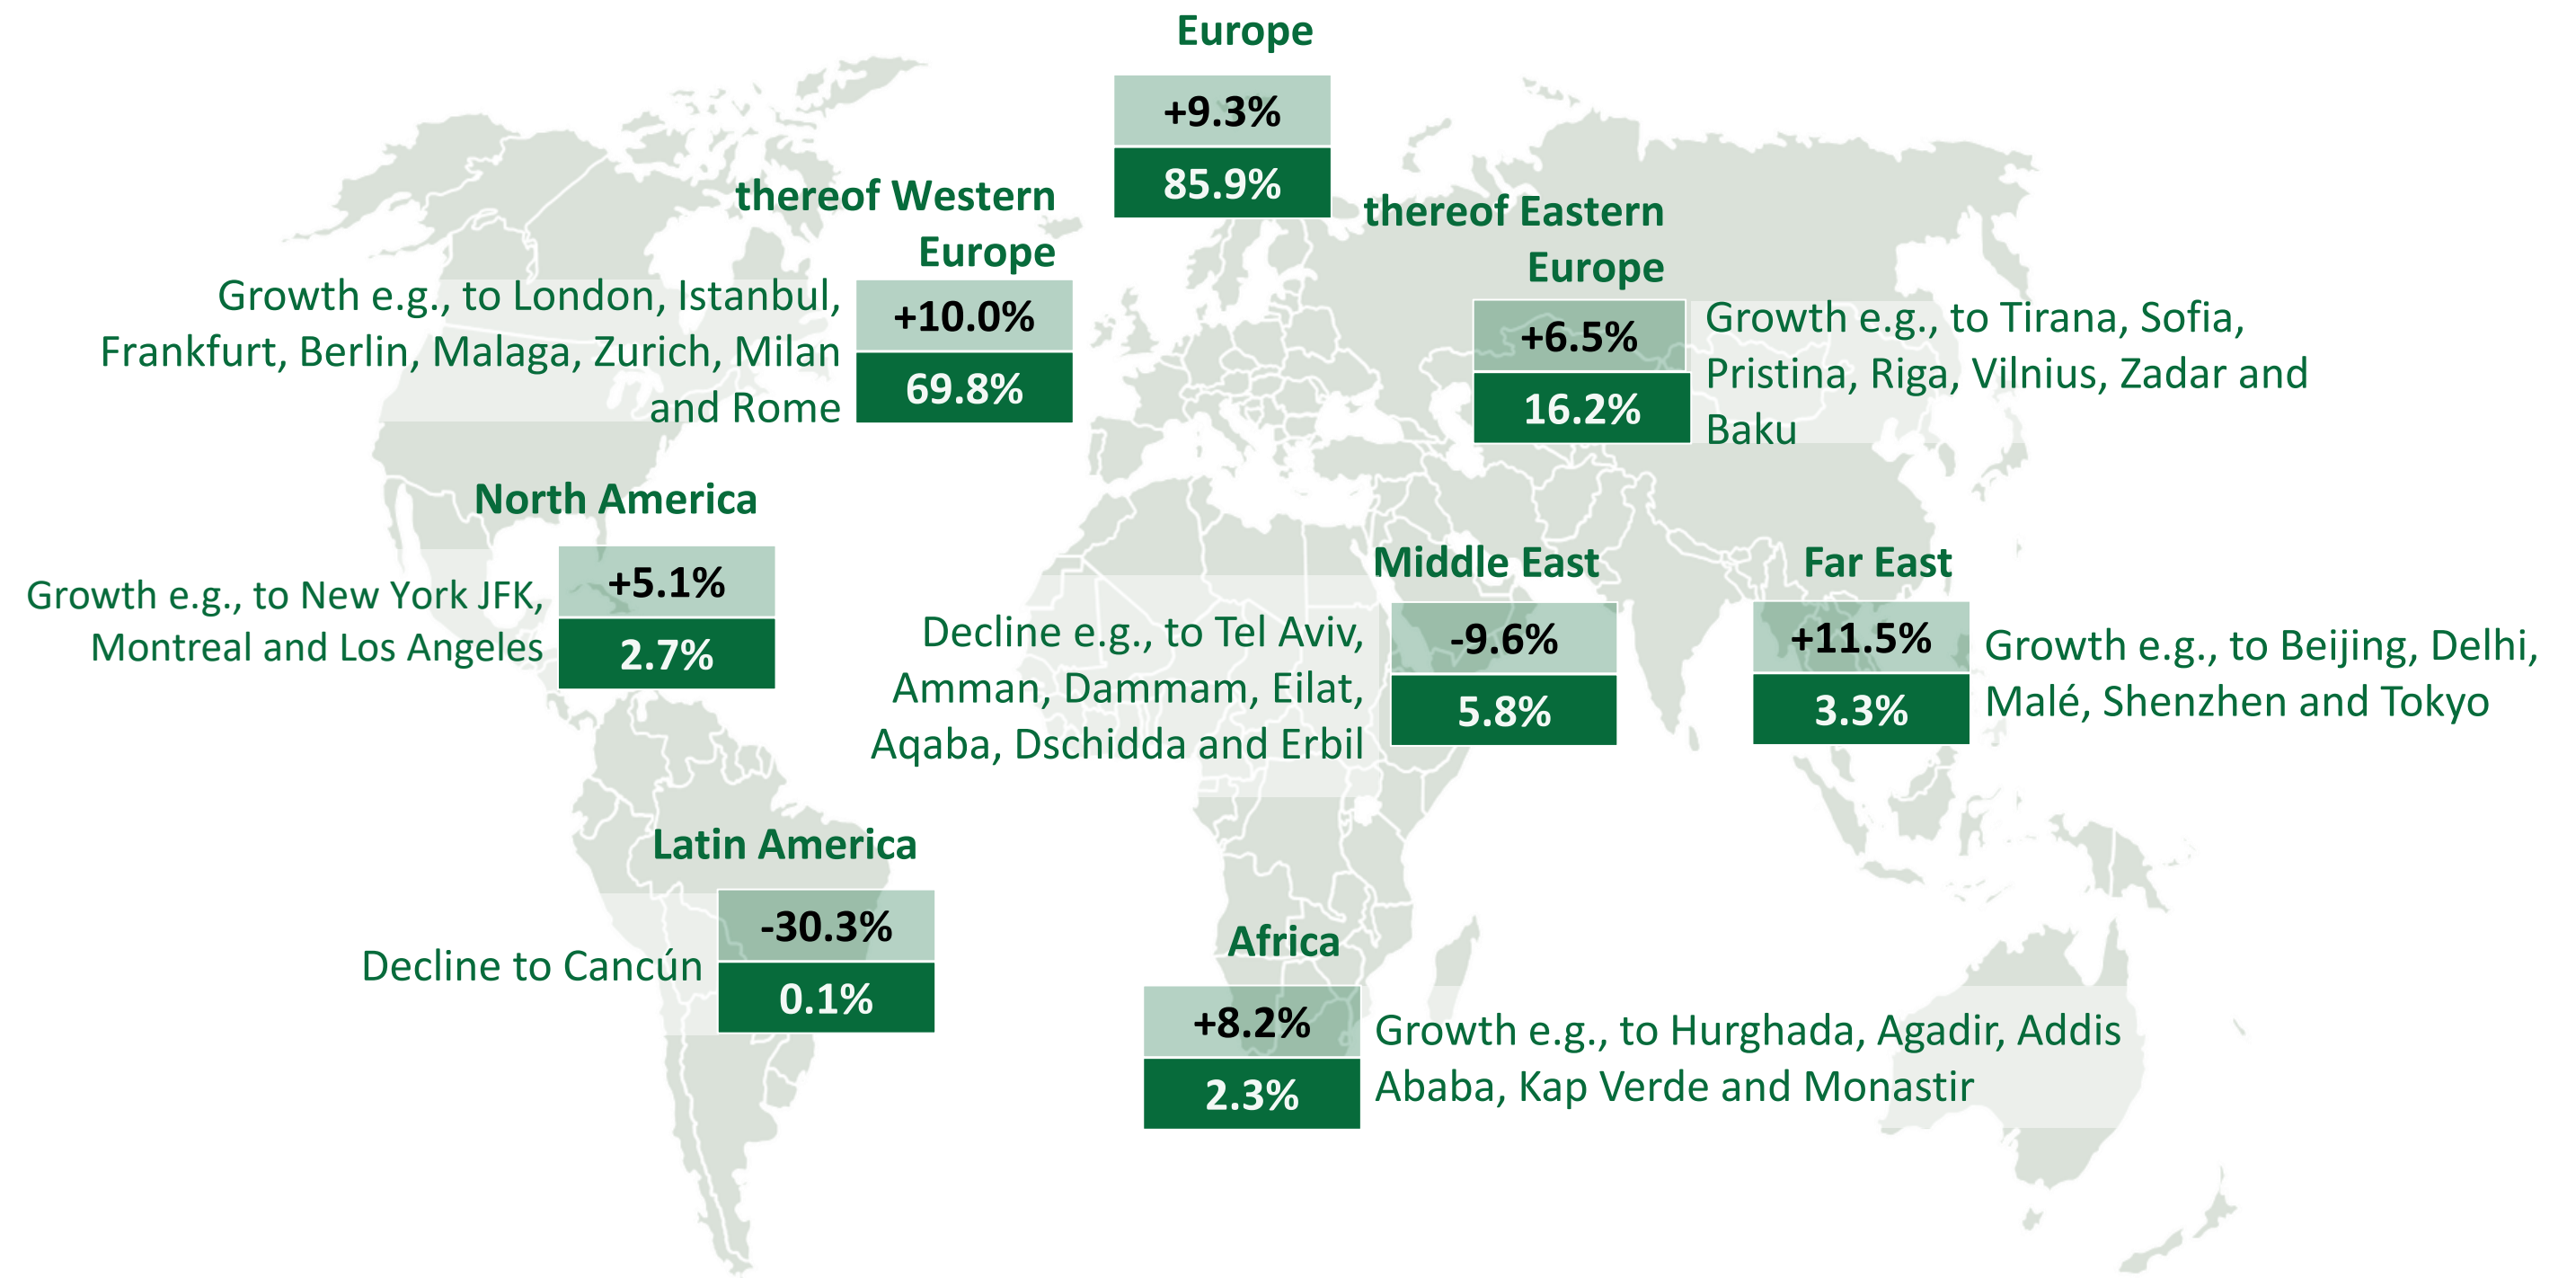 Europe
+9.3%
85.9%
thereof Western
Europe
Growth e.g., to London, Istanbul,
Frankfurt, Berlin, Malaga, Zurich, Milan
and Rome
+10.0%
69.8%
thereof Eastern
Europe
+6.5%
16.2%
Growth e.g., to Tirana, Sofia,
Pristina, Riga, Vilnius, Zadar and
Baku
North America
Growth e.g., to New York JFK,
Montreal and Los Angeles
+5.1%
2.7%
Middle East
Decline e.g., to Tel Aviv,
Amman, Dammam, Eilat,
Aqaba, Dschidda and Erbil
-9.6%
5.8%
Far East
+11.5%
3.3%
Growth e.g., to Beijing, Delhi,
Malé, Shenzhen and Tokyo
Latin America
Decline to Cancún
-30.3%
0.1%
Africa
+8.2%
2.3%
Growth e.g., to Hurghada, Agadir, Addis
Ababa, Kap Verde and Monastir